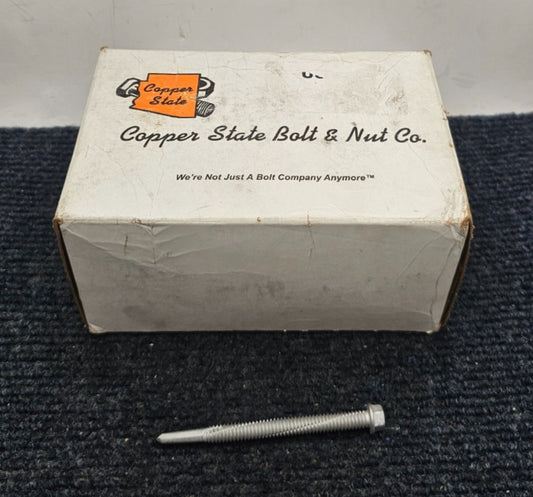 Copper
State
Copper State Bolt & Nut Co.
We're Not Just A Bolt Company Anymore™